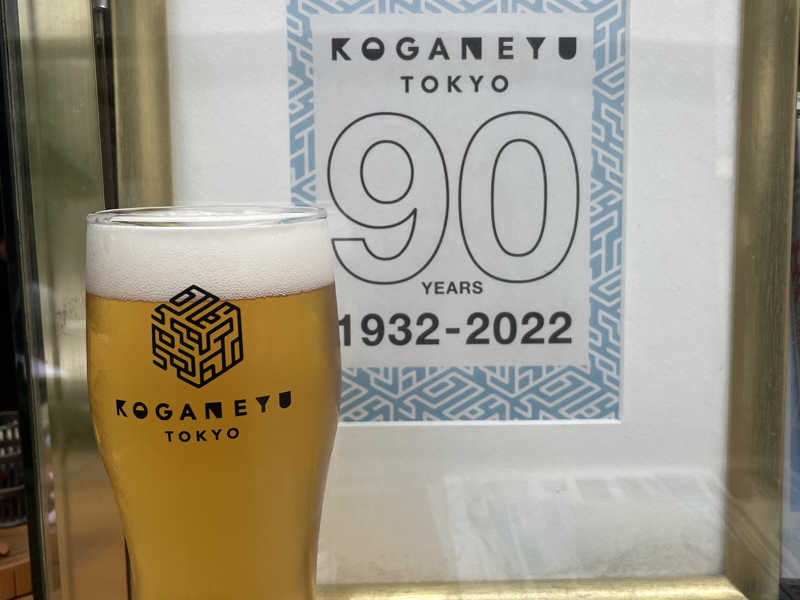 KOGANEYU
TOKYO
90
YEARS
1932-2022
KOGANEYU
TOKYO